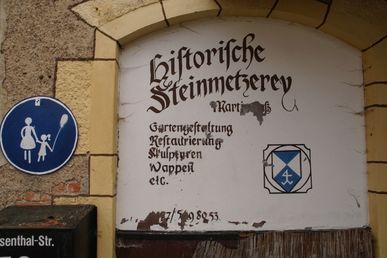 Historische
Steinmetzerey
Gartengestaltung
Restaurierung
Skulpturen
Wappen
etc.
senthal-Str.